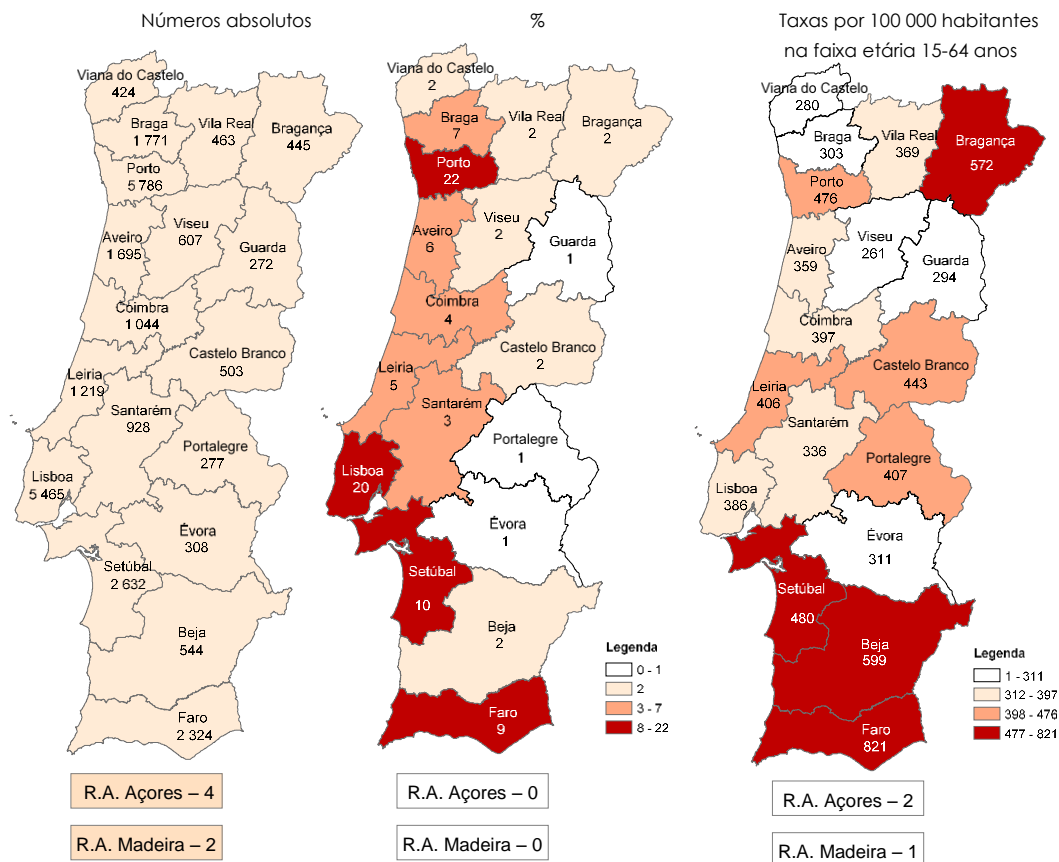 Números absolutos
Viana do Castelo
424
Braga
1 771
Vila Real
463
Bragança
445
Porto
5 786
Viseu
607
Aveiro
1 695
Guarda
272
Coimbra
1 044
Castelo Branco
503
Leiria
1 219
Santarém
928
Portalegre
277
Lisboa
5 465
Évora
308
Setúbal
2 632
Beja
544
Faro
2 324
R.A. Açores – 4
R.A. Madeira – 2
%
Viana do Castelo
2
Braga
7
Vila Real
2
Bragança
2
Porto
22
Viseu
2
Aveiro
6
Guarda
1
Coimbra
4
Castelo Branco
2
Leiria
5
Santarém
3
Portalegre
1
Lisboa
20
Évora
1
Setúbal
10
Beja
2
Faro
9
Legenda
0 - 1
2
3 - 7
8 - 22
R.A. Açores – 0
R.A. Madeira – 0
Taxas por 100 000 habitantes
na faixa etária 15-64 anos
Viana do Castelo
280
Braga
303
Vila Real
369
Bragança
572
Porto
476
Viseu
261
Aveiro
359
Guarda
294
Coimbra
397
Castelo Branco
443
Leiria
406
Santarém
336
Portalegre
407
Lisboa
386
Évora
311
Setúbal
480
Beja
599
Faro
821
Legenda
1 - 311
312 - 397
398 - 476
477 - 821
R.A. Açores – 2
R.A. Madeira – 1